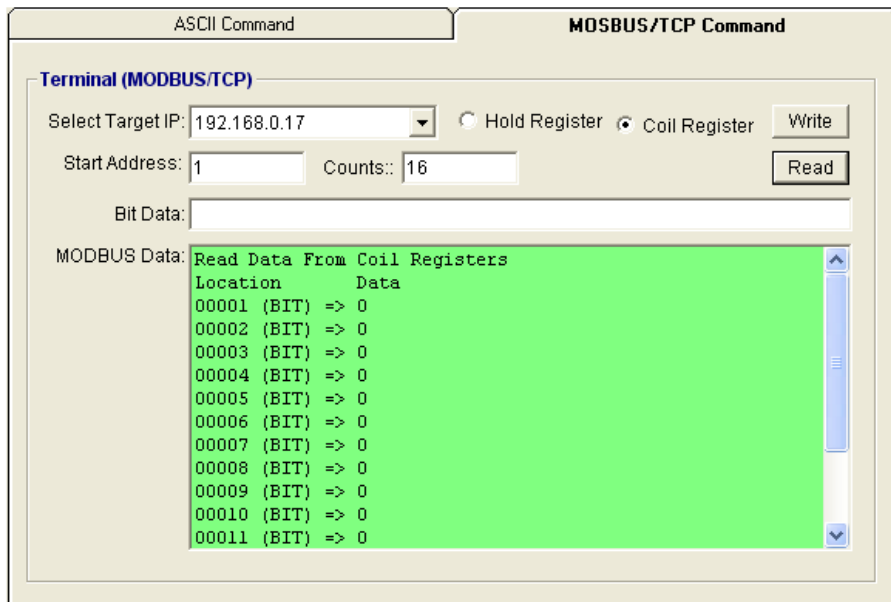 ASCII Command MOSBUS/TCP Command
Terminal (MODBUS/TCP)
Select Target IP: 192.168.0.17 Hold Register Coil Register Write
Start Address: 1 Counts:: 16 Read
Bit Data:
MODBUS Data: Read Data From Coil Registers
Location Data
00001 (BIT) => 0
00002 (BIT) => 0
00003 (BIT) => 0
00004 (BIT) => 0
00005 (BIT) => 0
00006 (BIT) => 0
00007 (BIT) => 0
00008 (BIT) => 0
00009 (BIT) => 0
00010 (BIT) => 0
00011 (BIT) => 0